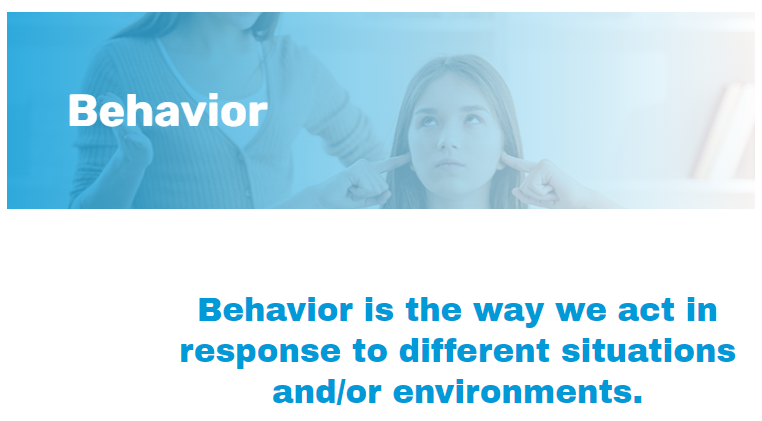 Behavior
Behavior is the way we act in
response to different situations
and/or environments.